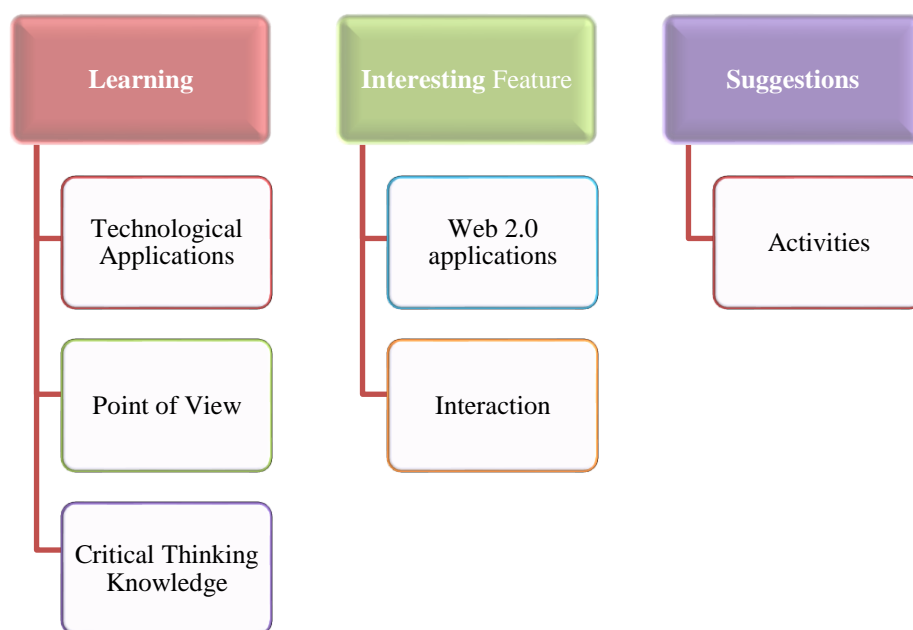 Learning
Technological
Applications
Point of View
Critical Thinking
Knowledge
Interesting Feature
Web 2.0
applications
Interaction
Suggestions
Activities